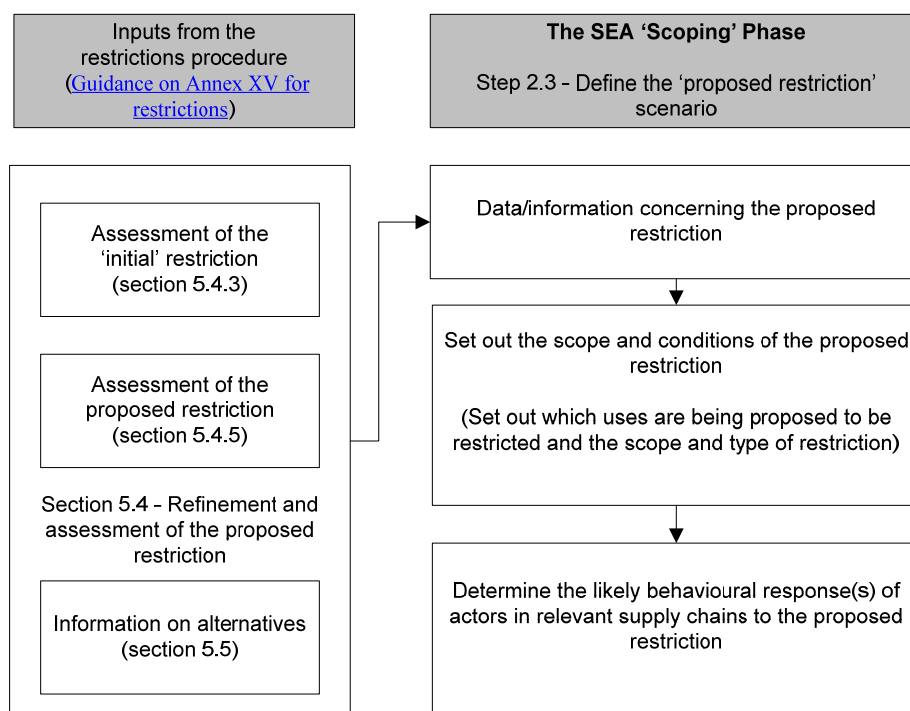 Inputs from the
restrictions procedure
(Guidance on Annex XV for
restrictions)
The SEA ‘Scoping’ Phase
Step 2.3 - Define the ‘proposed restriction’
scenario
Assessment of the
‘initial’ restriction
(section 5.4.3)
Assessment of the
proposed restriction
(section 5.4.5)
Section 5.4 - Refinement and
assessment of the proposed
restriction
Information on alternatives
(section 5.5)
Data/information concerning the proposed
restriction
Set out the scope and conditions of the proposed
restriction
(Set out which uses are being proposed to be
restricted and the scope and type of restriction)
Determine the likely behavioural response(s) of
actors in relevant supply chains to the proposed
restriction